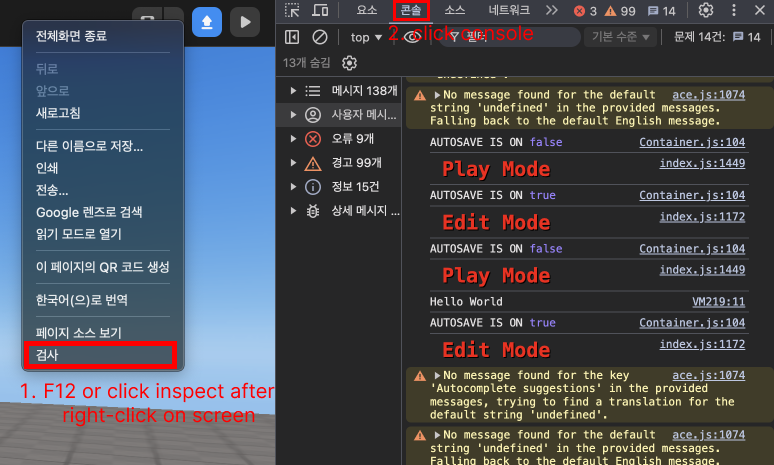 전체화면 종료
뒤로
앞으로
새로고침
다른 이름으로 저장...
인쇄
전송...
Google 렌즈로 검색
읽기 모드로 열기
이 페이지의 QR 코드 생성
한국어(으)로 번역
페이지 소스 보기
검사
1. F12 or click inspect after
right-click on screen
요소 콘솔 소스 네트워크 3 99 14
2. click console
top 필터 기본 수준 문제 14건: 14
13개 숨김
메시지 138개
사용자 메시...
오류 9개
경고 99개
정보 15건
상세 메시지 ...
No message found for the default ace.js:1074
string 'undefined' in the provided messages.
Falling back to the default English message.
AUTOSAVE IS ON false Container.js:104
Play Mode index.js:1449
AUTOSAVE IS ON true Container.js:104
Edit Mode index.js:1172
AUTOSAVE IS ON false Container.js:104
Play Mode index.js:1449
Hello World VM219:11
AUTOSAVE IS ON true Container.js:104
Edit Mode index.js:1172
No message found for the key ace.js:1074
'Autocomplete suggestions' in the provided
messages, trying to find a translation for the
default string 'undefined'.
No message found for the default ace.js:1074
string 'undefined' in the provided messages.
Falling back to the default English message.